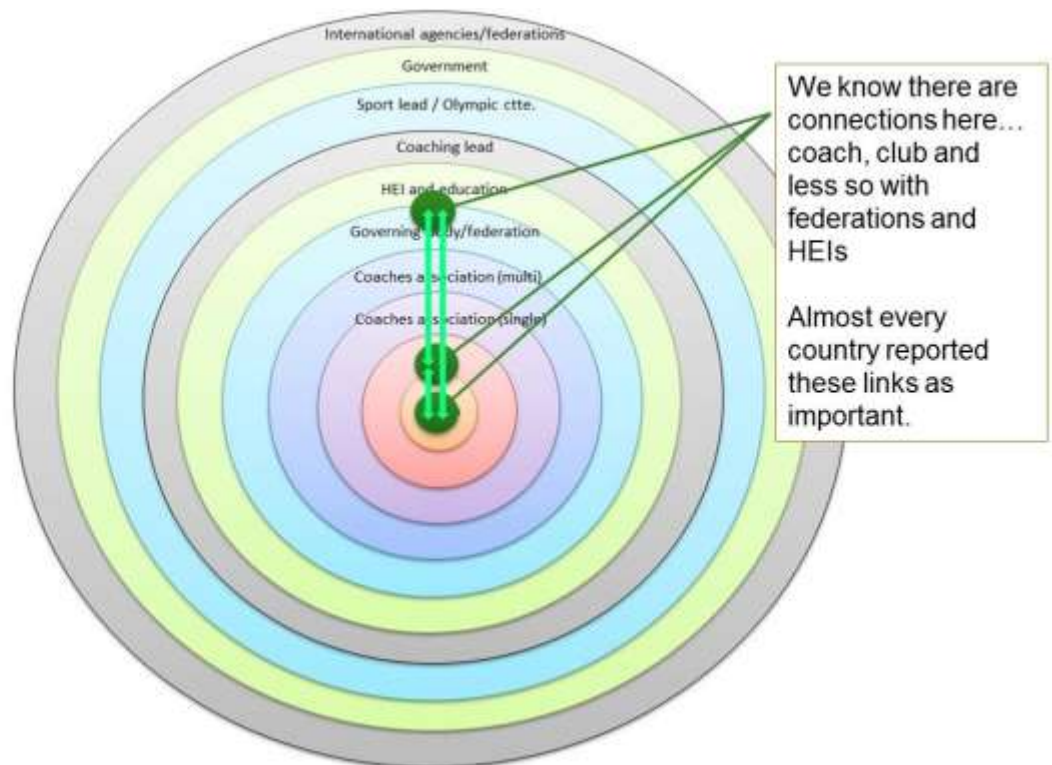 International agencies/federations
Government
Sport lead / Olympic ctte.
Coaching lead
HEI and education
Governing body/federation
Coaches association (multi)
Coaches association (single)
We know there are
connections here...
coach, club and
less so with
federations and
HEIs
Almost every
country reported
these links as
important.